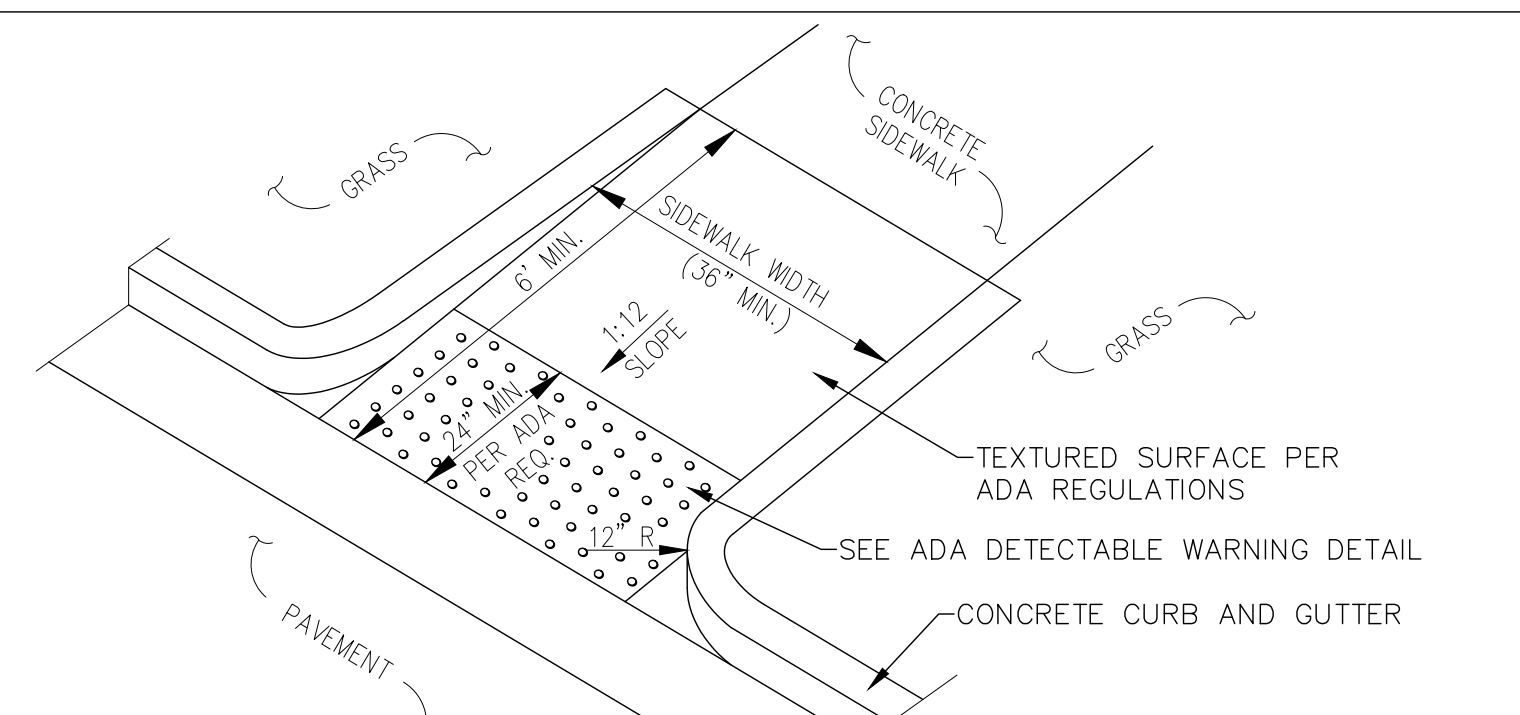 CONCRETE
SIDEWALK
GRASS
6' MIN.
SIDEWALK WIDTH
(36" MIN.)
1:12
SLOPE
GRASS
24" MIN.
PER ADA
REQ.
TEXTURED SURFACE PER
ADA REGULATIONS
12" R
SEE ADA DETECTABLE WARNING DETAIL
CONCRETE CURB AND GUTTER
PAVEMENT